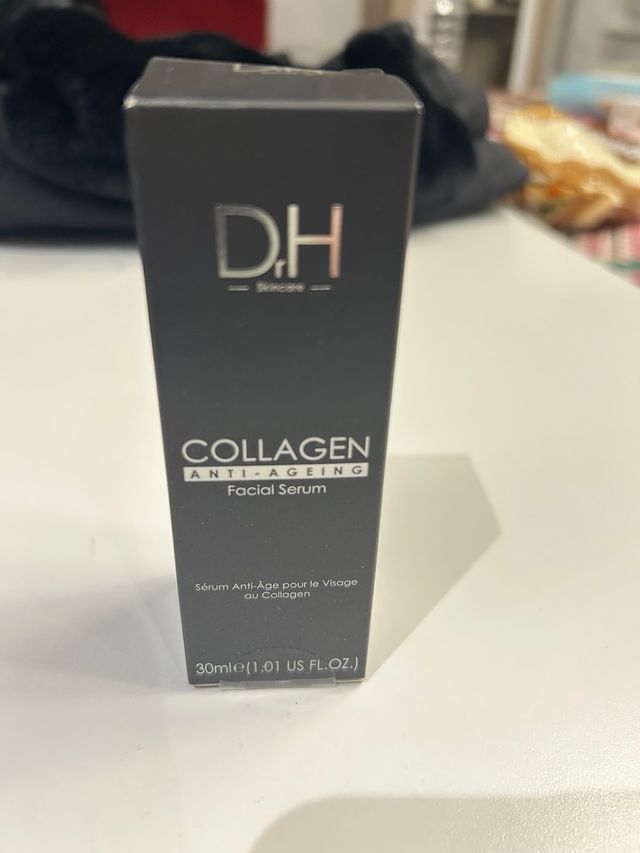 DrH
Skincare
COLLAGEN
ANTI-AGEING
Facial Serum
Sérum Anti-Âge pour le Visage
au Collagen
30ml℮(1.01 US FL.OZ.)